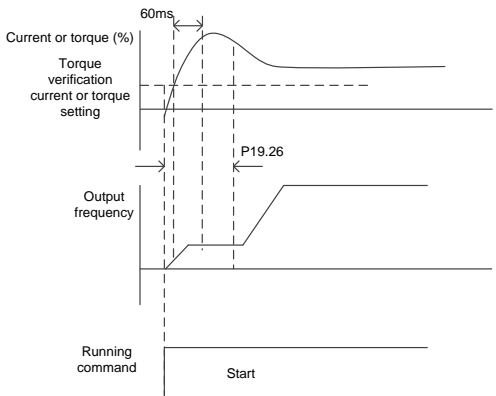 60ms
Current or torque (%)
Torque
verification
current or torque
setting
P19.26
Output
frequency
Running
command
Start